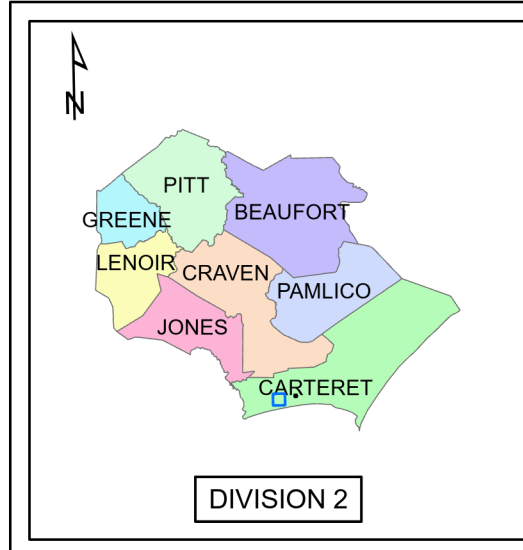 N
PITT
GREENE
BEAUFORT
LENOIR
CRAVEN
PAMLICO
JONES
CARTERET
DIVISION 2